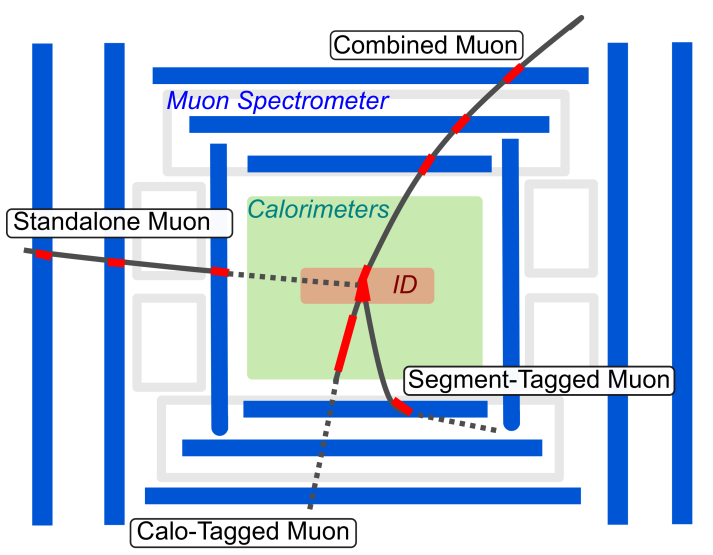 Combined Muon
Muon Spectrometer
Calorimeters
Standalone Muon
ID
Segment-Tagged Muon
Calo-Tagged Muon